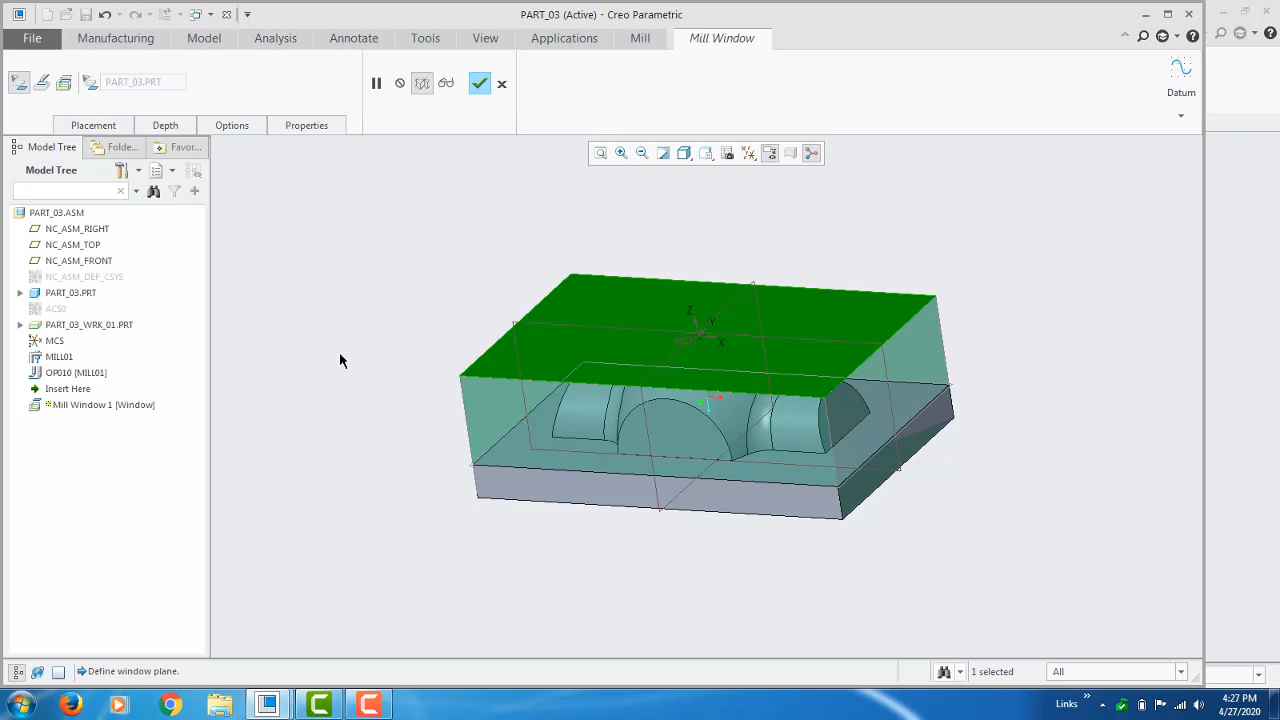 PART_03 (Active) - Creo Parametric
File Manufacturing Model Analysis Annotate Tools View Applications Mill Mill Window
PART_03.PRT
Datum
Placement Depth Options Properties
Model Tree Folde... Favor...
Model Tree
PART_03.ASM
NC_ASM_RIGHT
NC_ASM_TOP
NC_ASM_FRONT
NC_ASM_DEF_CSYS
PART_03.PRT
ACS0
PART_03_WRK_01.PRT
MCS
MILL01
OP010 [MILL01]
Insert Here
Mill Window 1 [Window]
Z
Y
X
Define window plane.
1 selected
All
Links
4:27 PM
4/27/2020